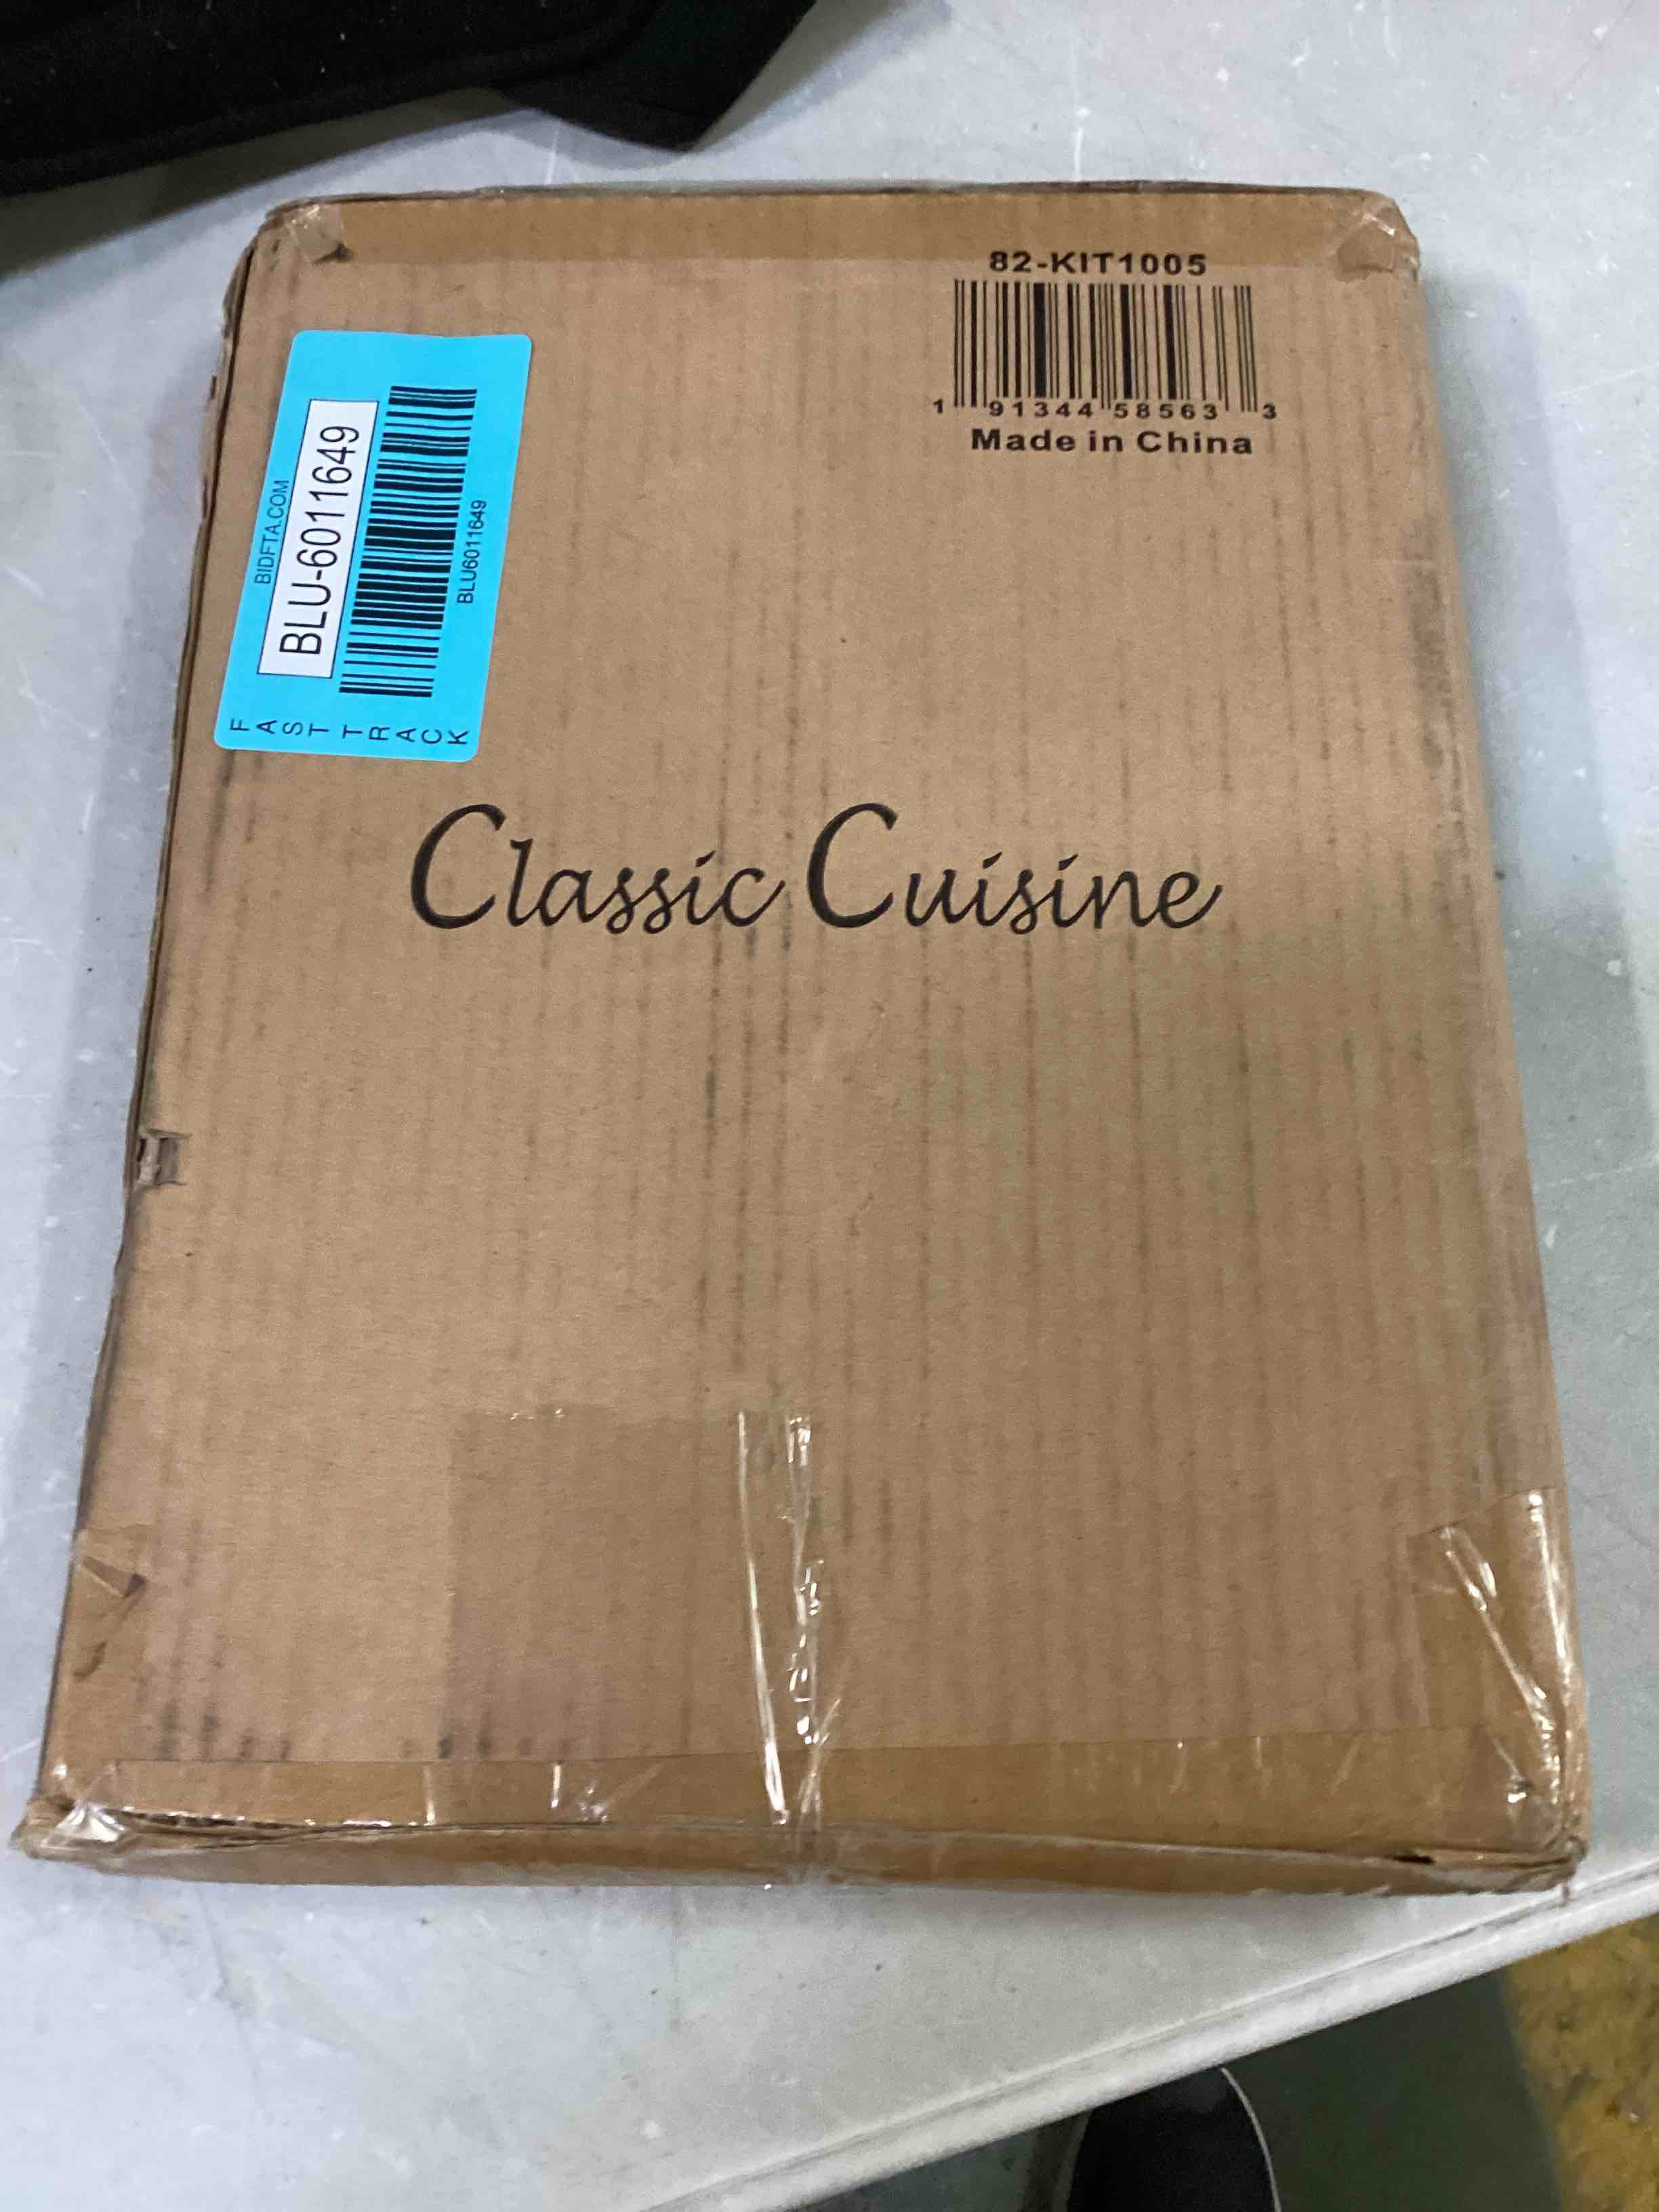 82-KIT1005
1 91344 58563 3
Made in China
BIDFTA.COM
BLU-6011649
BLU6011649
FAST TRACK
Classic Cuisine